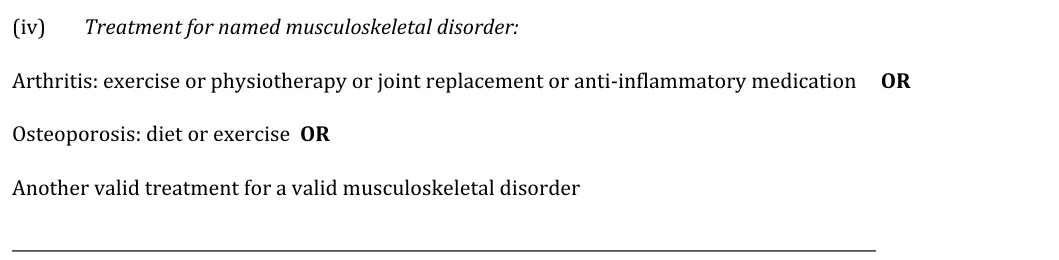 (iv) Treatment for named musculoskeletal disorder:
Arthritis: exercise or physiotherapy or joint replacement or anti-inflammatory medication OR
Osteoporosis: diet or exercise OR
Another valid treatment for a valid musculoskeletal disorder